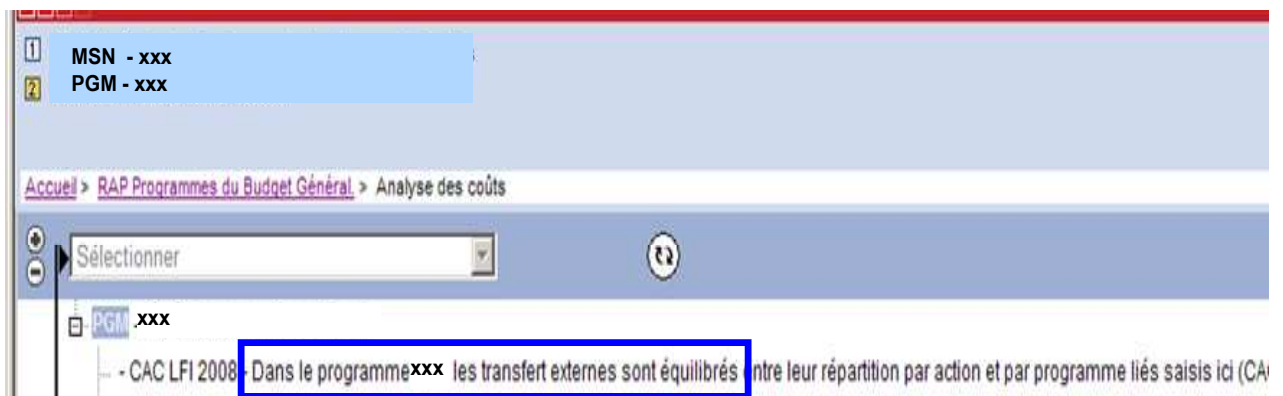 1 MSN - xxx
2 PGM - xxx
Accueil > RAP Programmes du Budget Général. > Analyse des coûts
Sélectionner
PGM .xxx
- CAC LFI 2008 - Dans le programme xxx les transfert externes sont équilibrés entre leur répartition par action et par programme liés saisis ici (CA